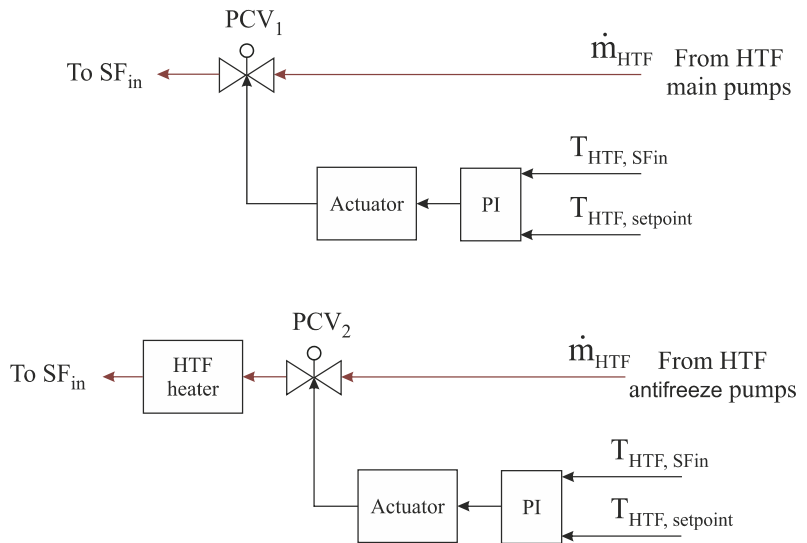 PCV1
ṁHTF
From HTF
main pumps
To SFin
THTF, SFin
Actuator
PI
THTF, setpoint
PCV2
ṁHTF
From HTF
antifreeze pumps
HTF
heater
To SFin
THTF, SFin
Actuator
PI
THTF, setpoint